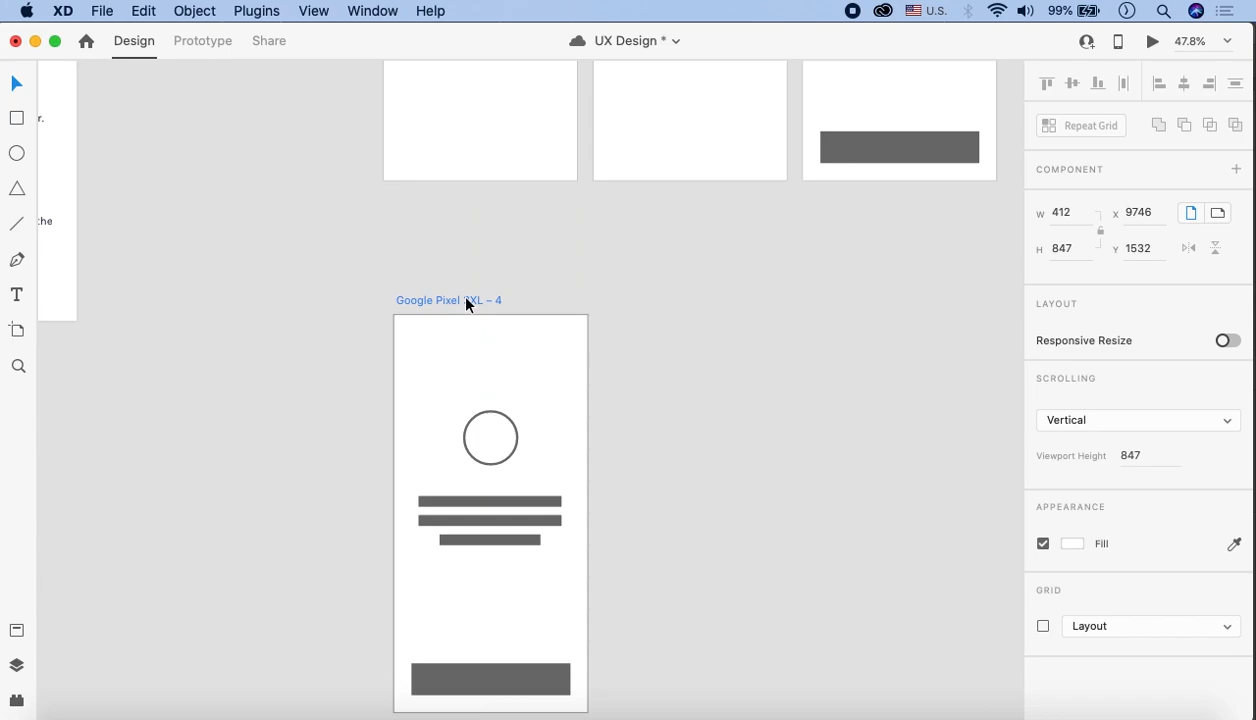 XD File Edit Object Plugins View Window Help U.S. 99%
Design Prototype Share UX Design * 47.8%
r.
the
Google Pixel XL – 4
Repeat Grid
COMPONENT
W 412 X 9746
H 847 Y 1532
LAYOUT
Responsive Resize
SCROLLING
Vertical
Viewport Height 847
APPEARANCE
Fill
GRID
Layout